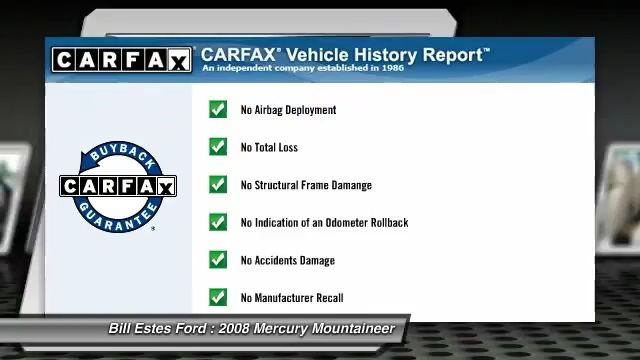 CARFAX CARFAX® Vehicle History Report™
An independent company established in 1986
No Airbag Deployment
No Total Loss
No Structural Frame Damange
No Indication of an Odometer Rollback
No Accidents Damage
No Manufacturer Recall
BUYBACK
CARFAX
GUARANTEE®
Bill Estes Ford : 2008 Mercury Mountaineer